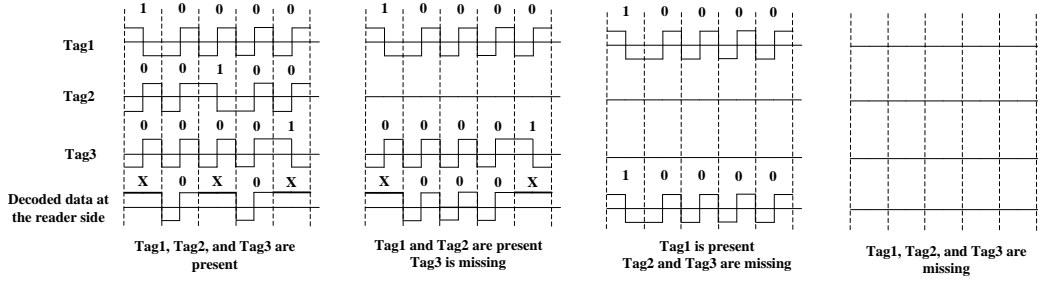 1 0 0 0 0
Tag1
0 0 1 0 0
Tag2
0 0 0 0 1
Tag3
X 0 X 0 X
Decoded data at
the reader side
Tag1, Tag2, and Tag3 are
present
1 0 0 0 0
0 0 0 0 1
X 0 0 0 X
Tag1 and Tag2 are present
Tag3 is missing
1 0 0 0 0
1 0 0 0 0
Tag1 is present
Tag2 and Tag3 are missing
Tag1, Tag2, and Tag3 are
missing